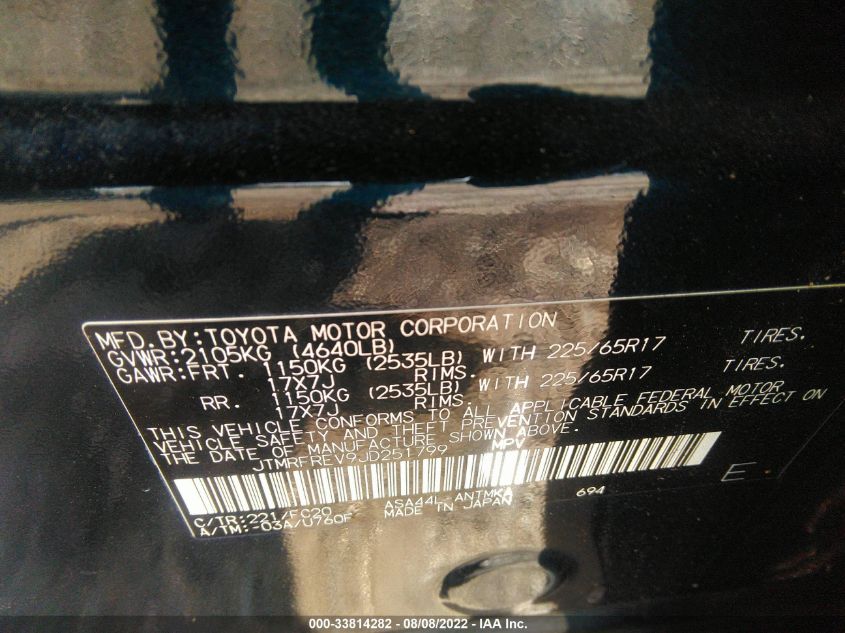 MFD. BY:TOYOTA MOTOR CORPORATION
GVWR:2105KG (4640LB)
GAWR:FRT. 1150KG (2535LB) WITH 225/65R17 TIRES.
17X7J RIMS.
RR. 1150KG (2535LB) WITH 225/65R17 TIRES.
17X7J RIMS.
THIS VEHICLE CONFORMS TO ALL APPLICABLE FEDERAL MOTOR
VEHICLE SAFETY AND THEFT PREVENTION STANDARDS IN EFFECT ON
THE DATE OF MANUFACTURE SHOWN ABOVE.
JTMRFREV9JD251799 MPV
E
C/TR:221/FC20 ASA44L-ANTMKA 694
A/TM:-03A/U760F MADE IN JAPAN
000-33814282 - 08/08/2022 - IAA Inc.